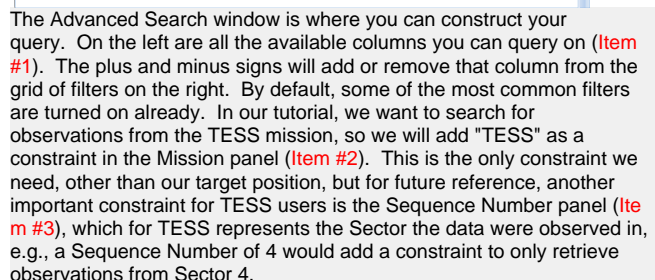 The Advanced Search window is where you can construct your
query.  On the left are all the available columns you can query on (Item
#1).  The plus and minus signs will add or remove that column from the
grid of filters on the right.  By default, some of the most common filters
are turned on already.  In our tutorial, we want to search for
observations from the TESS mission, so we will add "TESS" as a
constraint in the Mission panel (Item #2).  This is the only constraint we
need, other than our target position, but for future reference, another
important constraint for TESS users is the Sequence Number panel (Ite
m #3), which for TESS represents the Sector the data were observed in,
e.g., a Sequence Number of 4 would add a constraint to only retrieve
observations from Sector 4.